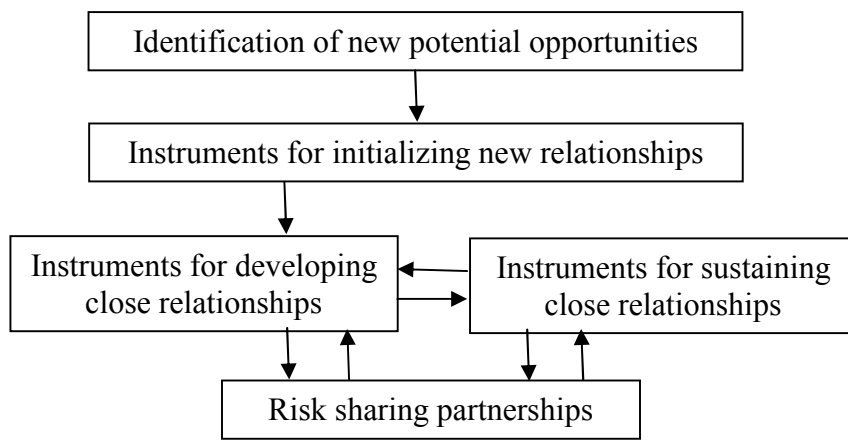 Identification of new potential opportunities
Instruments for initializing new relationships
Instruments for developing
close relationships
Instruments for sustaining
close relationships
Risk sharing partnerships